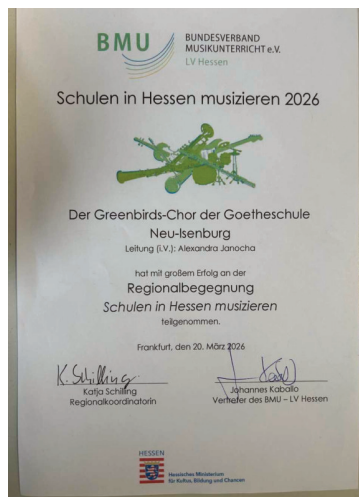 BMU
BUNDESVERBAND
MUSIKUNTERRICHT e.V.
LV Hessen
Schulen in Hessen musizieren 2026
Der Greenbirds-Chor der Goetheschule
Neu-Isenburg
Leitung (i.V.): Alexandra Janocha
hat mit großem Erfolg an der
Regionalbegegnung
Schulen in Hessen musizieren
teilgenommen.
Frankfurt, den 20. März 2026
K. Schilling
Katja Schilling
Regionalkoordinatorin
Johannes Kaballo
Vertreter des BMU – LV Hessen
HESSEN
Hessisches Ministerium
für Kultus, Bildung und Chancen